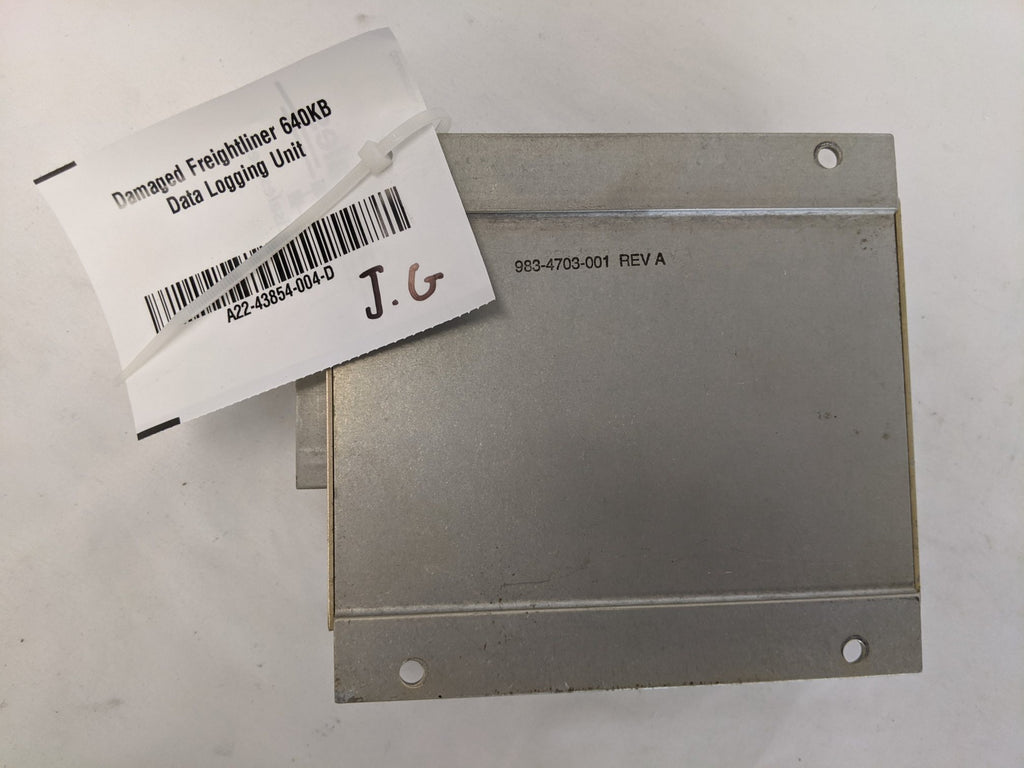 Damaged Freightliner 640KB
Data Logging Unit
A22-43854-004-D
J.G
983-4703-001 REV A